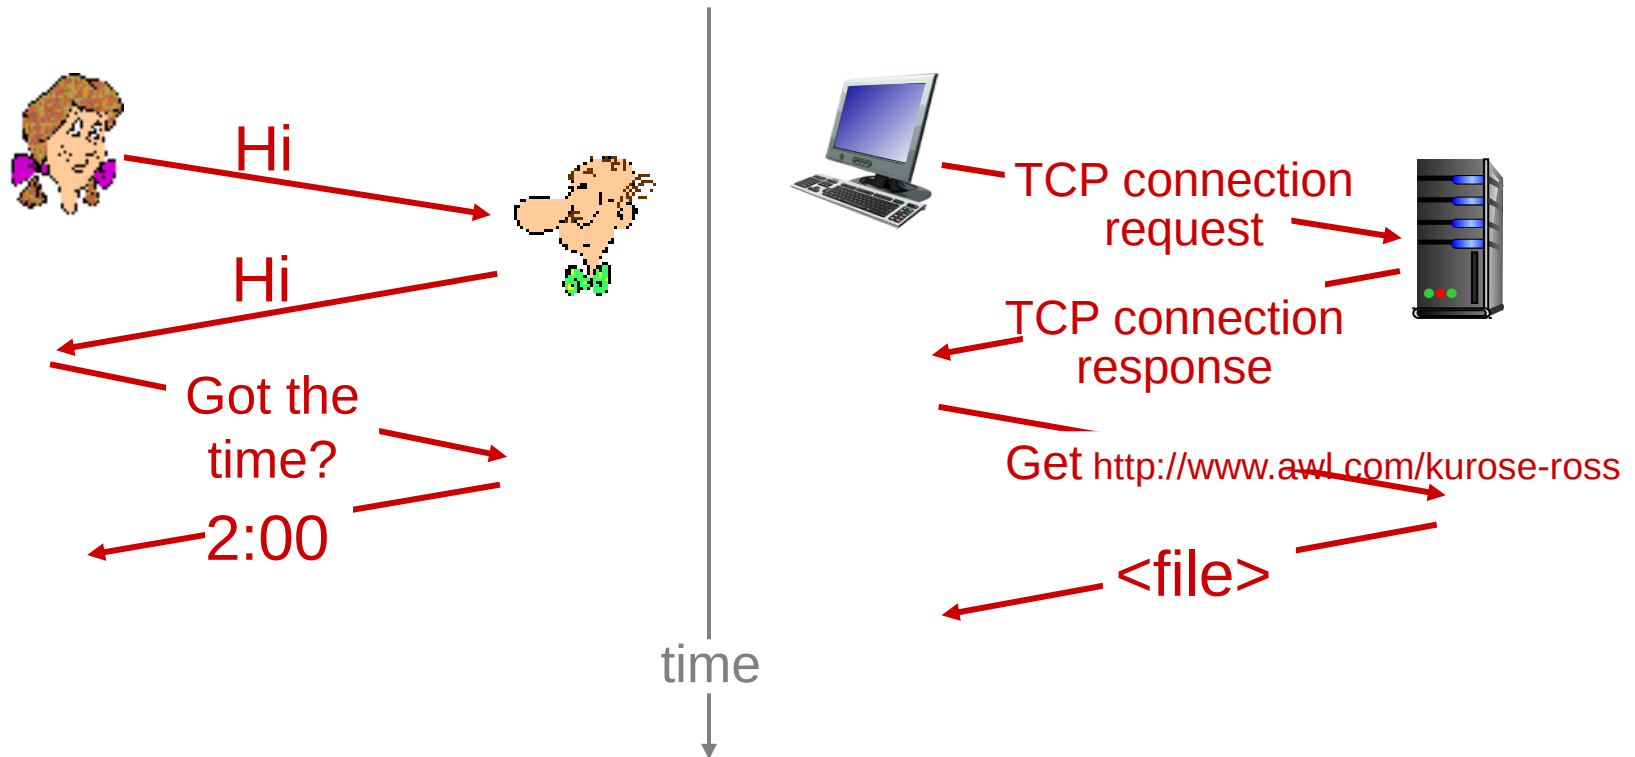 Hi
Hi
Got the
time?
2:00
time
TCP connection
request
TCP connection
response
Get http://www.awl.com/kurose-ross
<file>